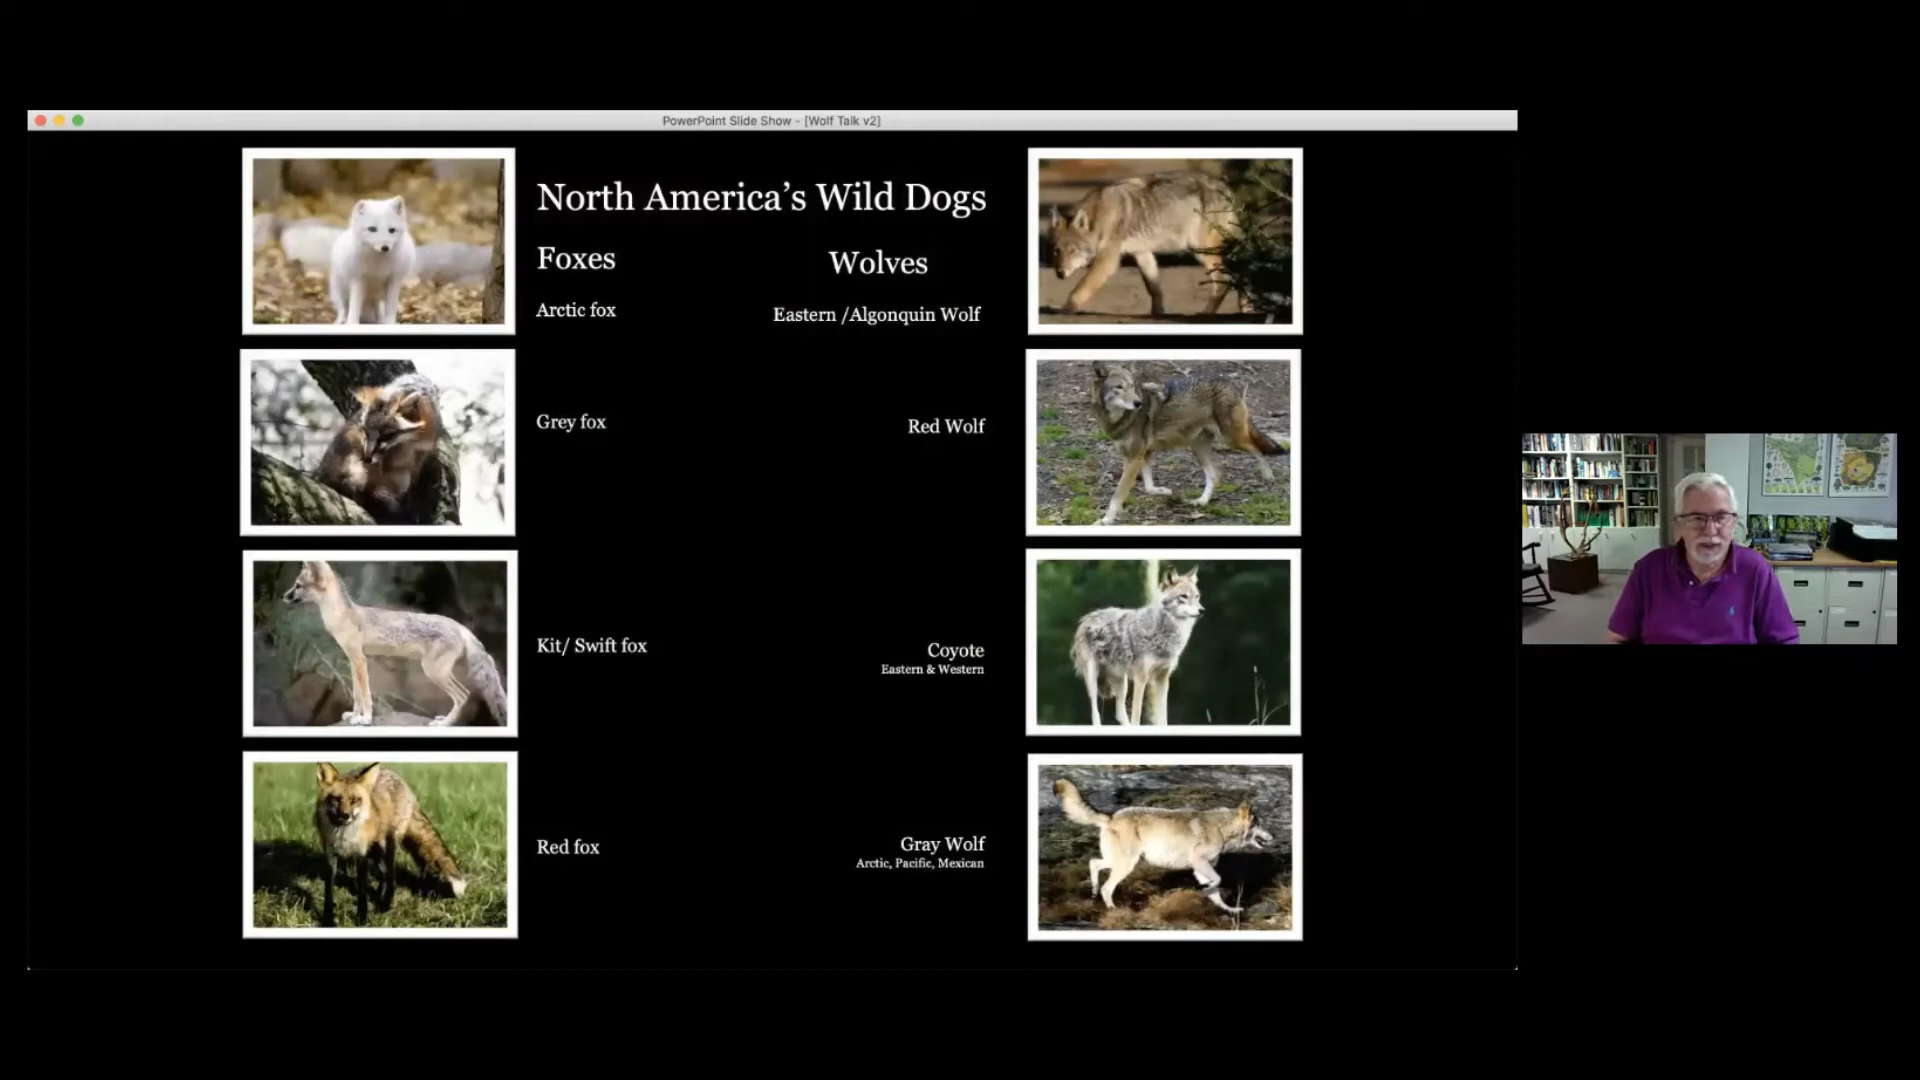 PowerPoint Slide Show - [Wolf Talk v2]
North America’s Wild Dogs
Foxes
Wolves
Arctic fox
Eastern /Algonquin Wolf
Grey fox
Red Wolf
Kit/ Swift fox
Coyote
Eastern & Western
Red fox
Gray Wolf
Arctic, Pacific, Mexican